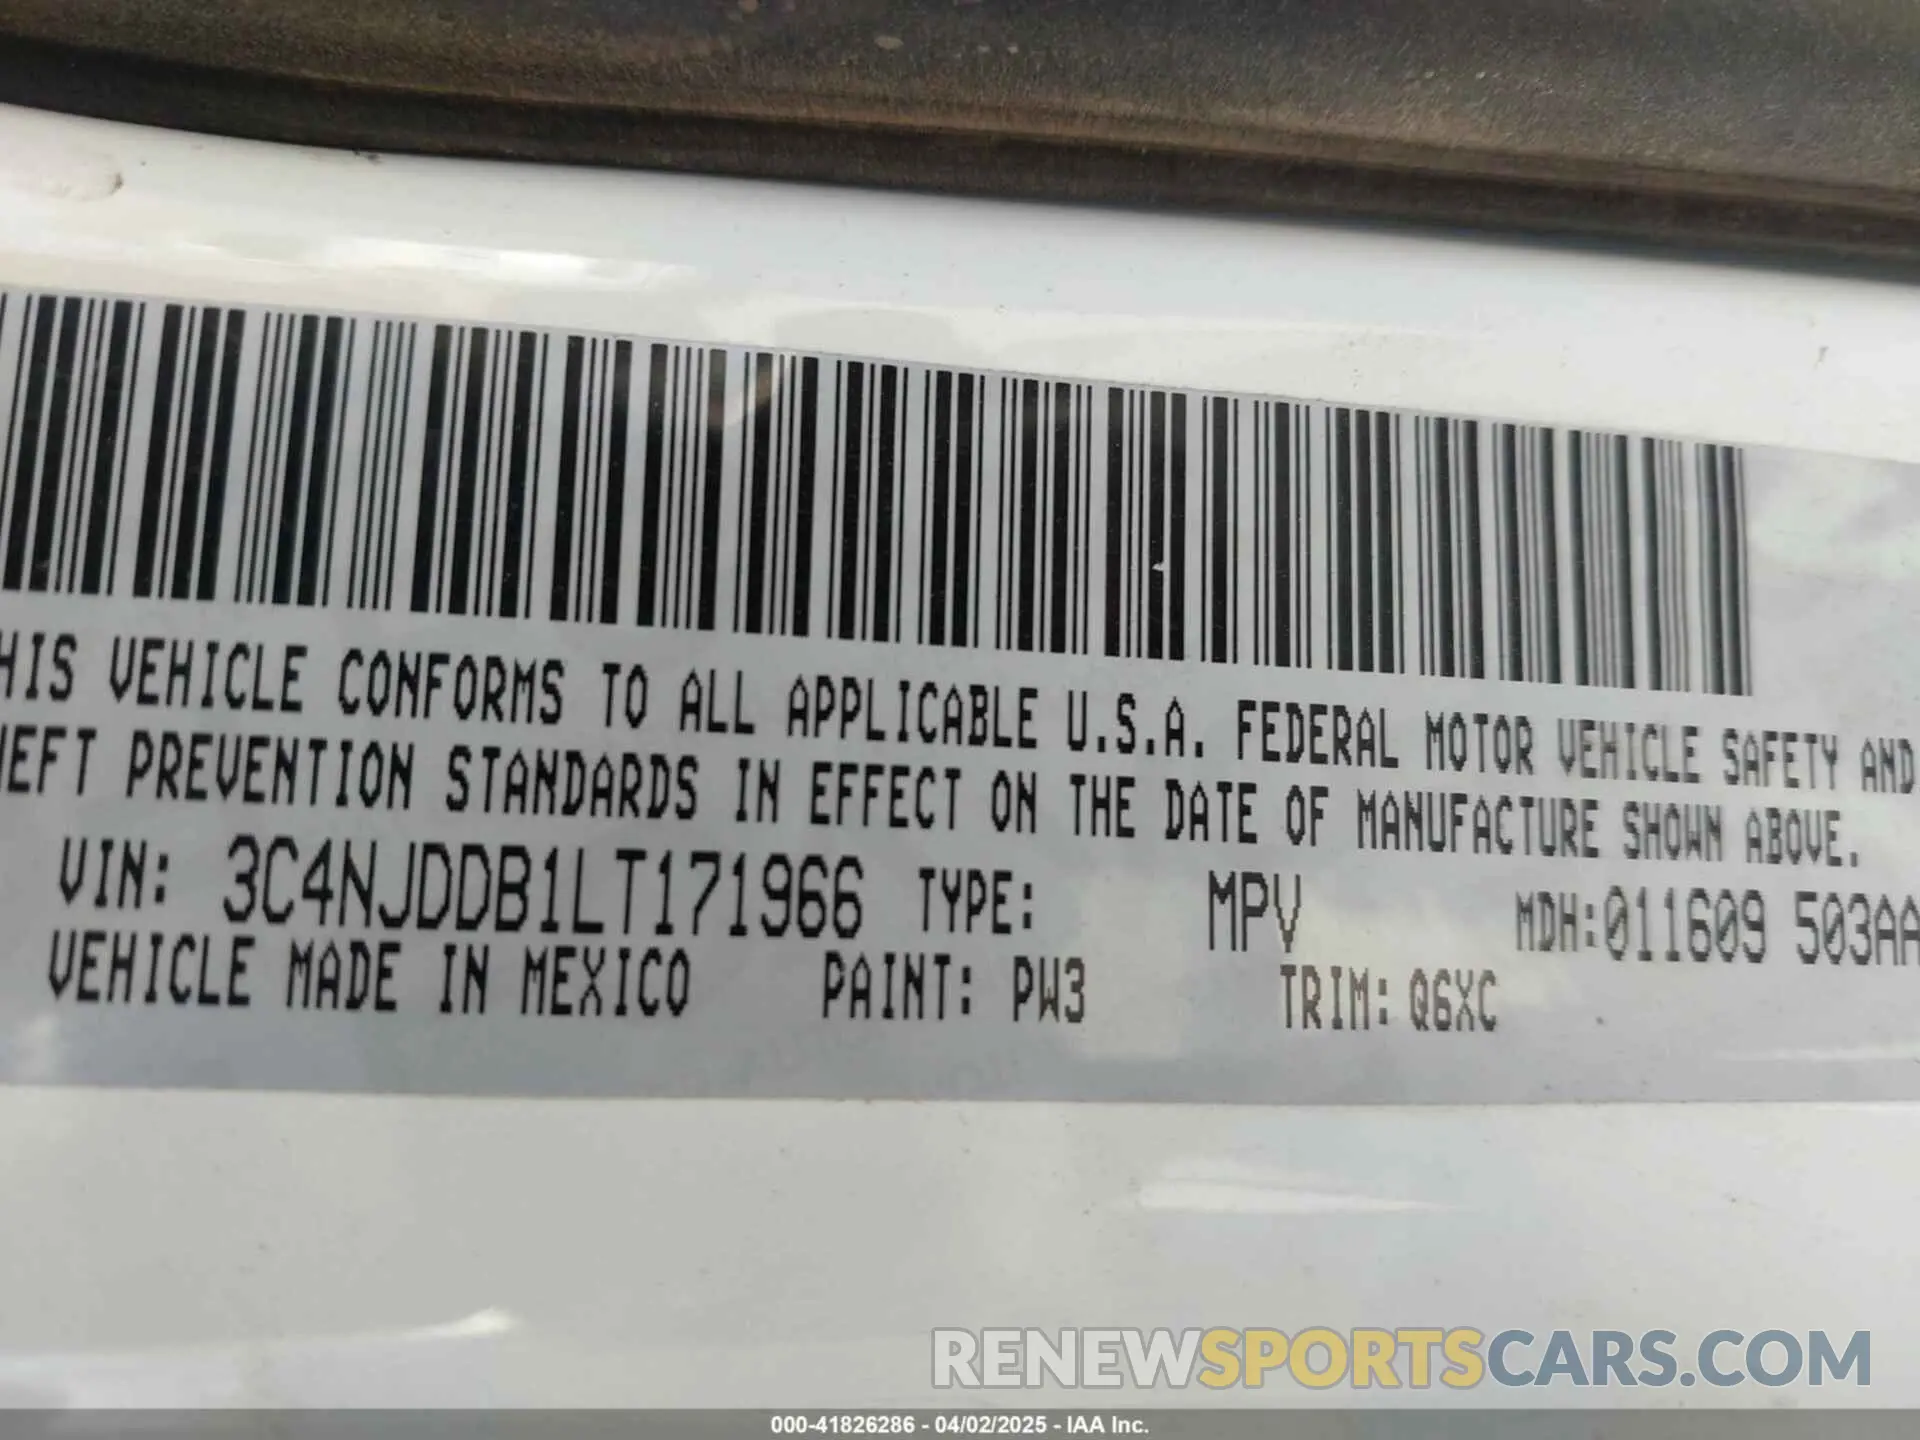 HIS VEHICLE CONFORMS TO ALL APPLICABLE U.S.A. FEDERAL MOTOR VEHICLE SAFETY AND
HEFT PREVENTION STANDARDS IN EFFECT ON THE DATE OF MANUFACTURE SHOWN ABOVE.
VIN: 3C4NJDDB1LT171966 TYPE: MPV MDH:011609 503AA
VEHICLE MADE IN MEXICO PAINT: PW3 TRIM: Q6XC
RENEWSPORTSCARS.COM
000-41826286 - 04/02/2025 - IAA Inc.